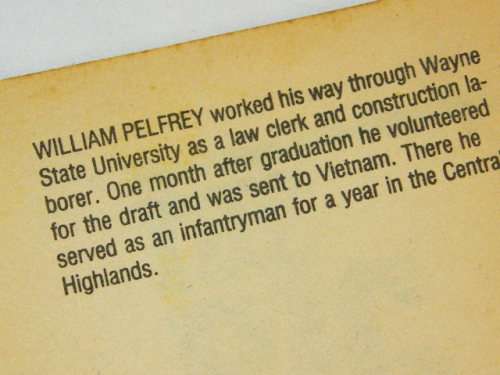 WILLIAM PELFREY worked his way through Wayne
State University as a law clerk and construction la-
borer. One month after graduation he volunteered
for the draft and was sent to Vietnam. There he
served as an infantryman for a year in the Central
Highlands.